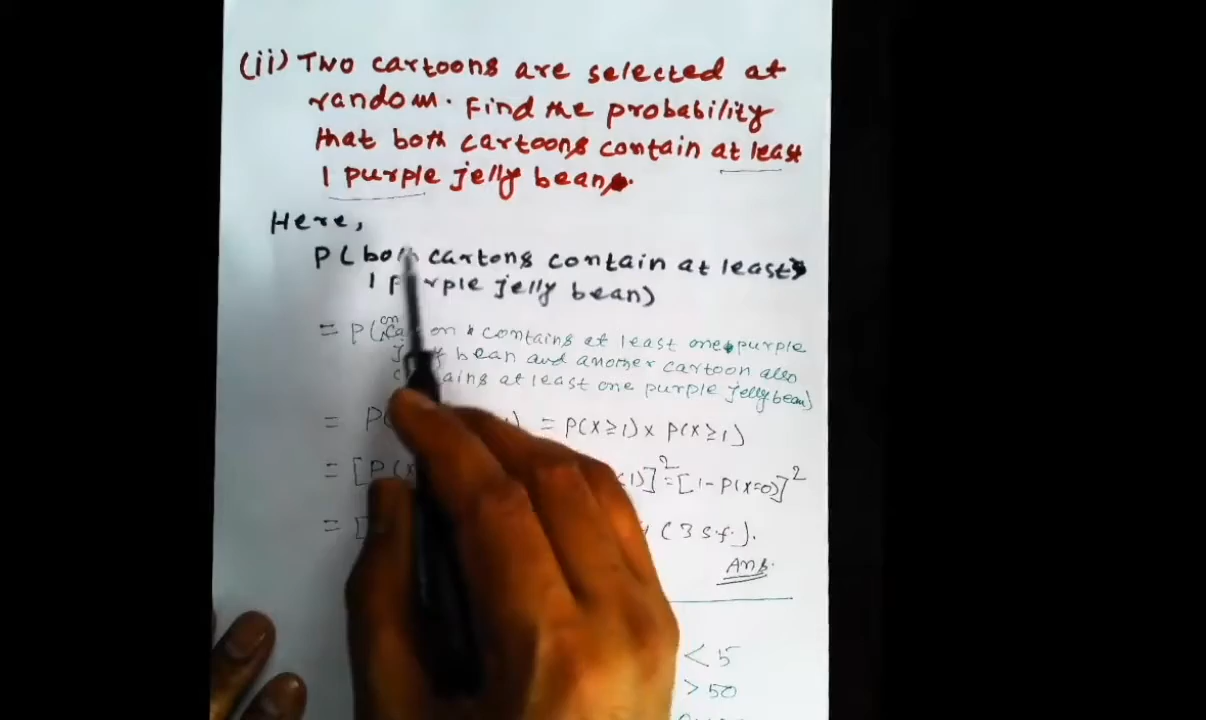 (ii) Two cartoons are selected at
random. Find the probability
that both cartoons contain at least
1 purple jelly bean.
Here,
P( both cartons contain at least
1 purple jelly bean)
= P( on contains at least one purple
bean and another cartoon also
at least one purple jelly bean)
= = P(X≥1) x P(X≥1)
= [P(X ]² = [1-P(X=0)]²
= [ (3 s.f.).
Ans.
< 5
> 50